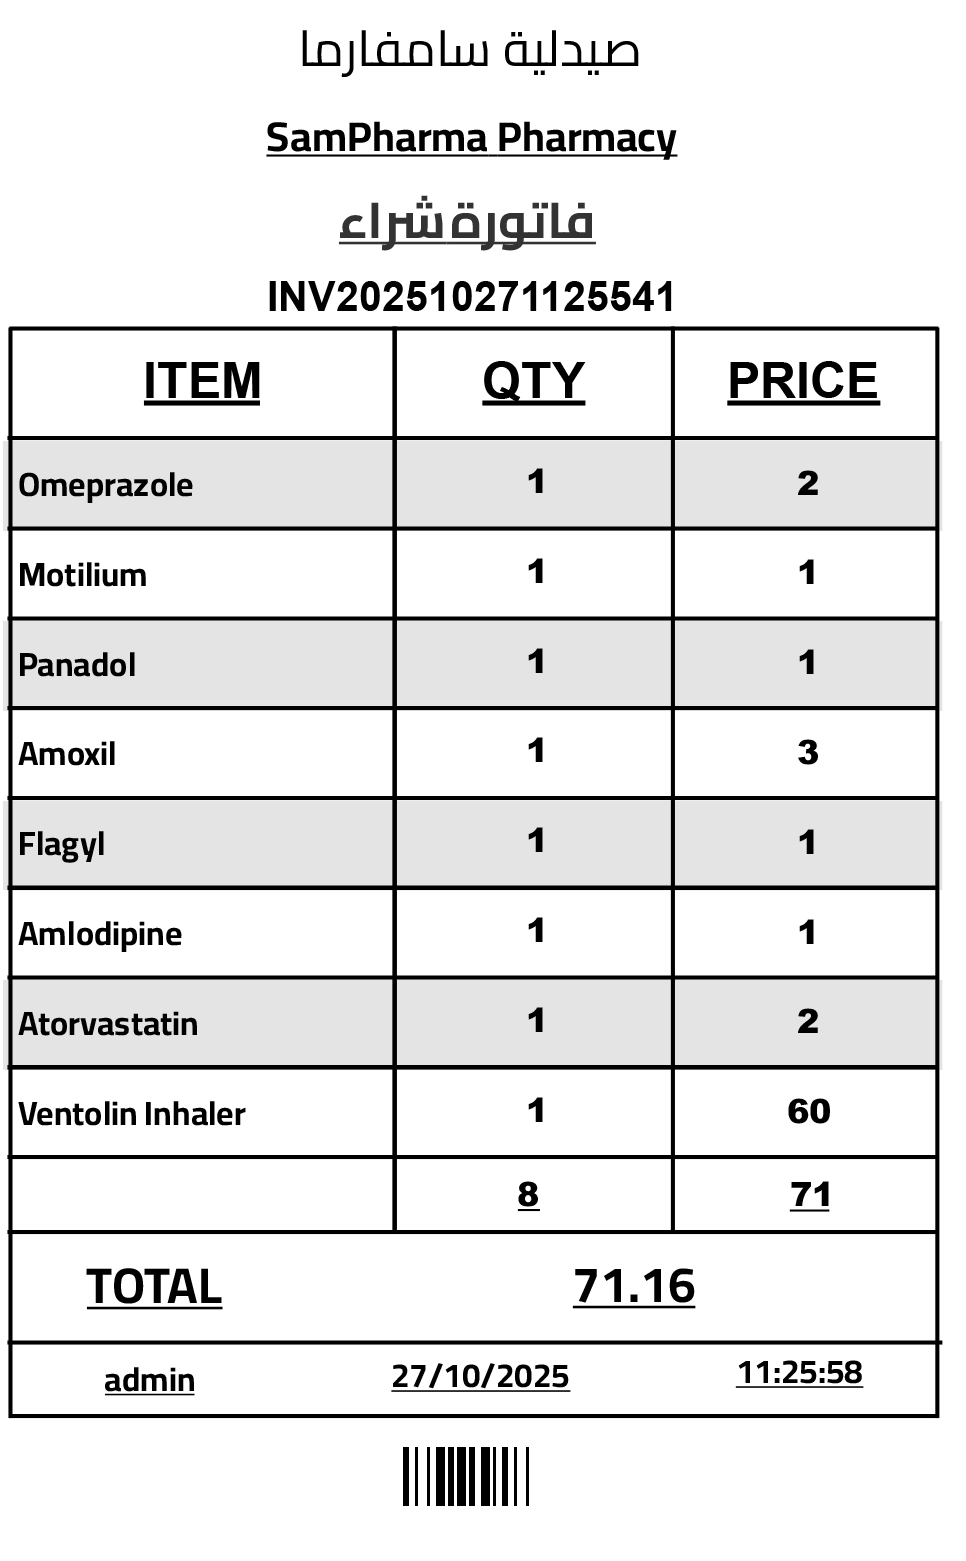 صيدلية سامفارما
SamPharma Pharmacy
فاتورة شراء
INV202510271125541
ITEM QTY PRICE
Omeprazole 1 2
Motilium 1 1
Panadol 1 1
Amoxil 1 3
Flagyl 1 1
Amlodipine 1 1
Atorvastatin 1 2
Ventolin Inhaler 1 60
8 71
TOTAL 71.16
admin 27/10/2025 11:25:58